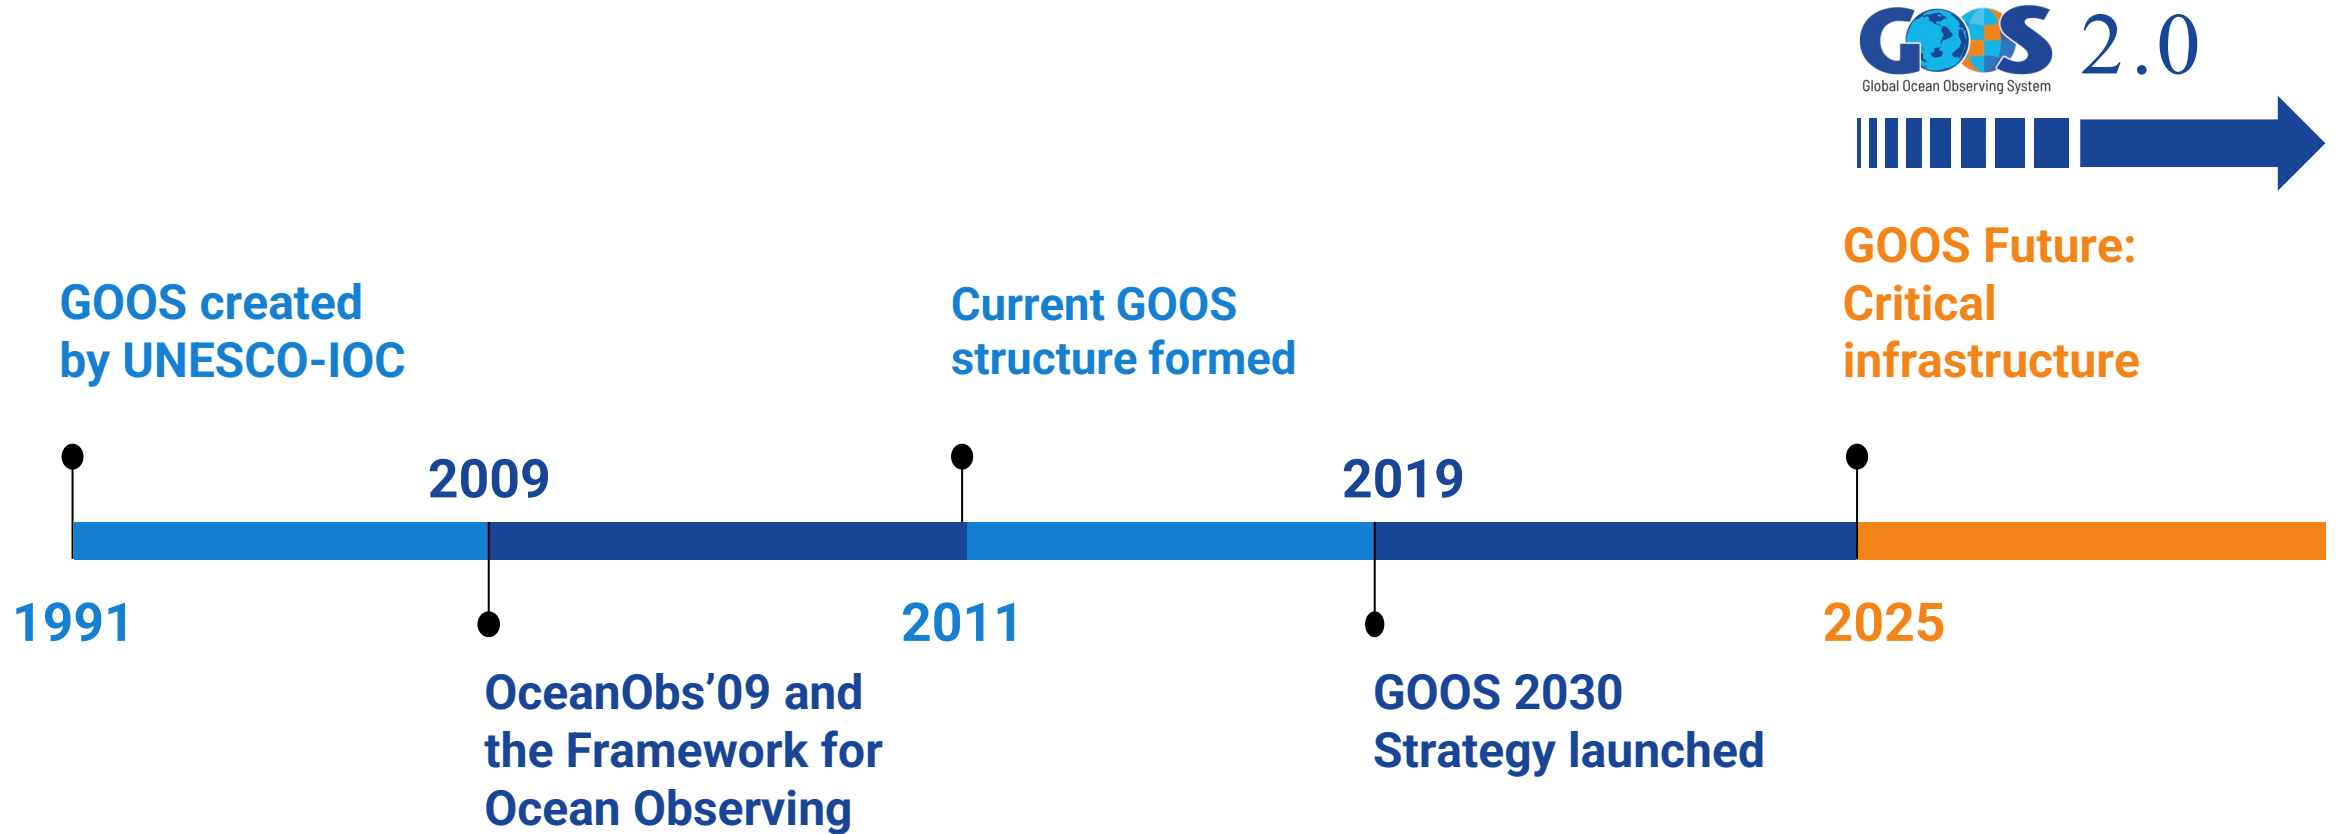 GOOS 2.0
Global Ocean Observing System
GOOS Future:
Critical
infrastructure
GOOS created
by UNESCO-IOC
Current GOOS
structure formed
2009
2019
1991
2011
2025
OceanObs’09 and
the Framework for
Ocean Observing
GOOS 2030
Strategy launched